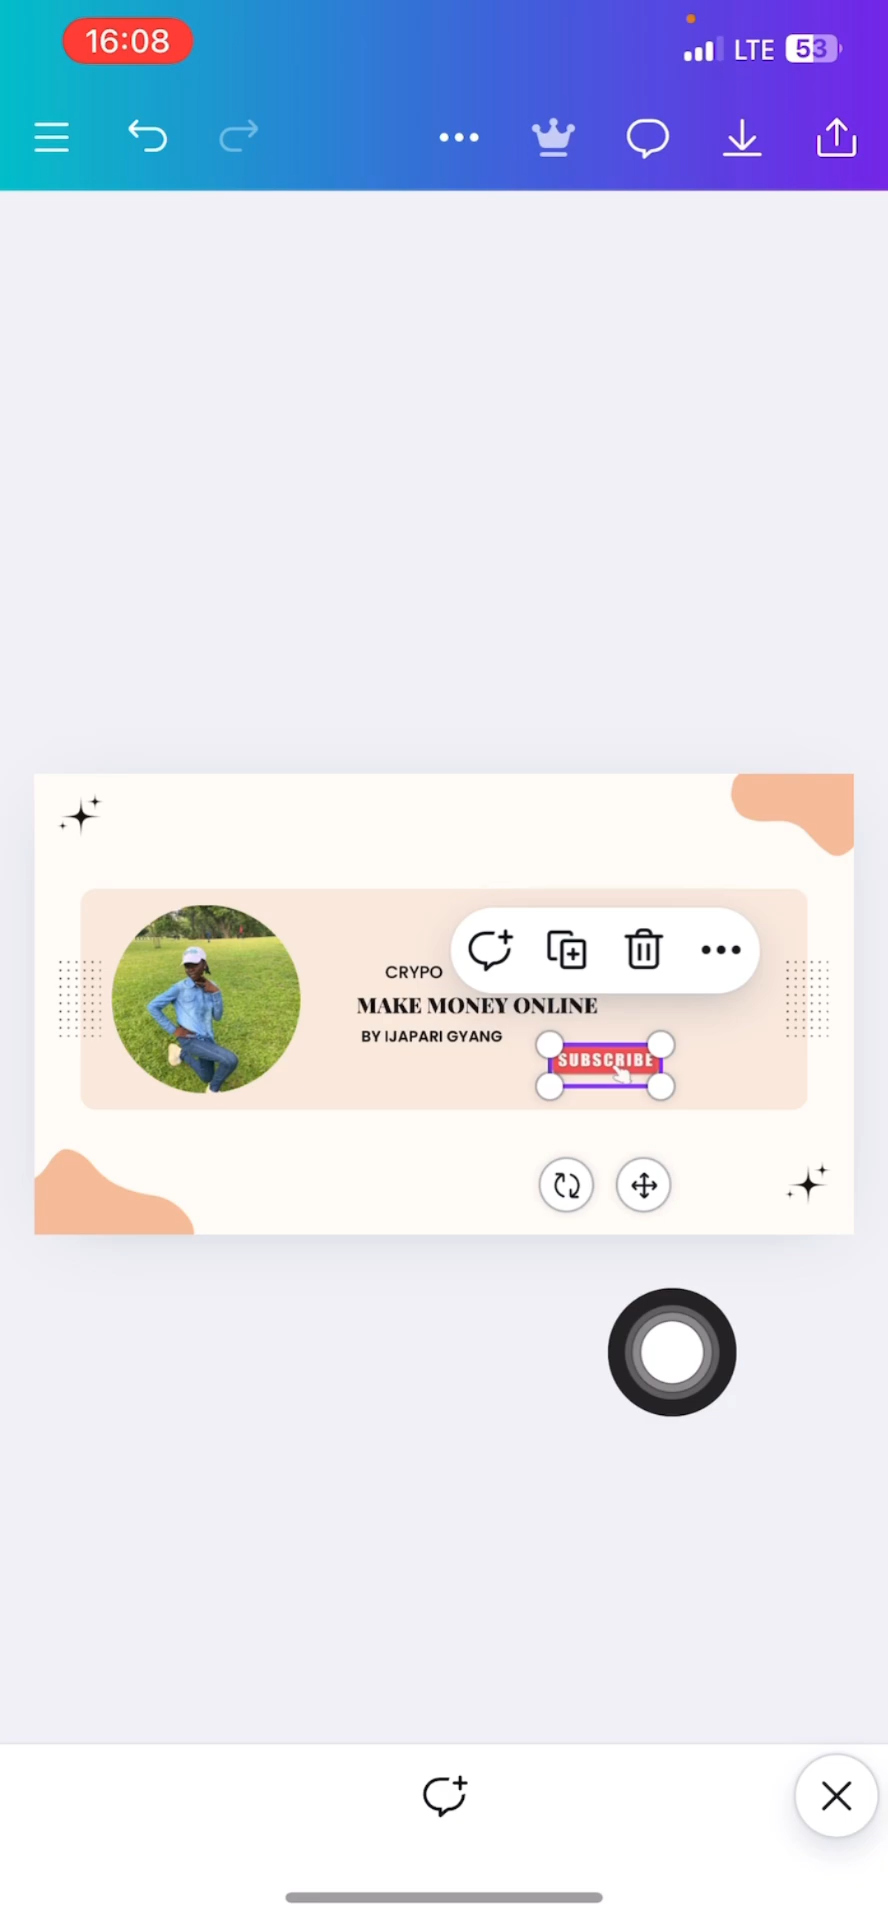 16:08
LTE 53
CRYPO
MAKE MONEY ONLINE
BY IJAPARI GYANG
SUBSCRIBE